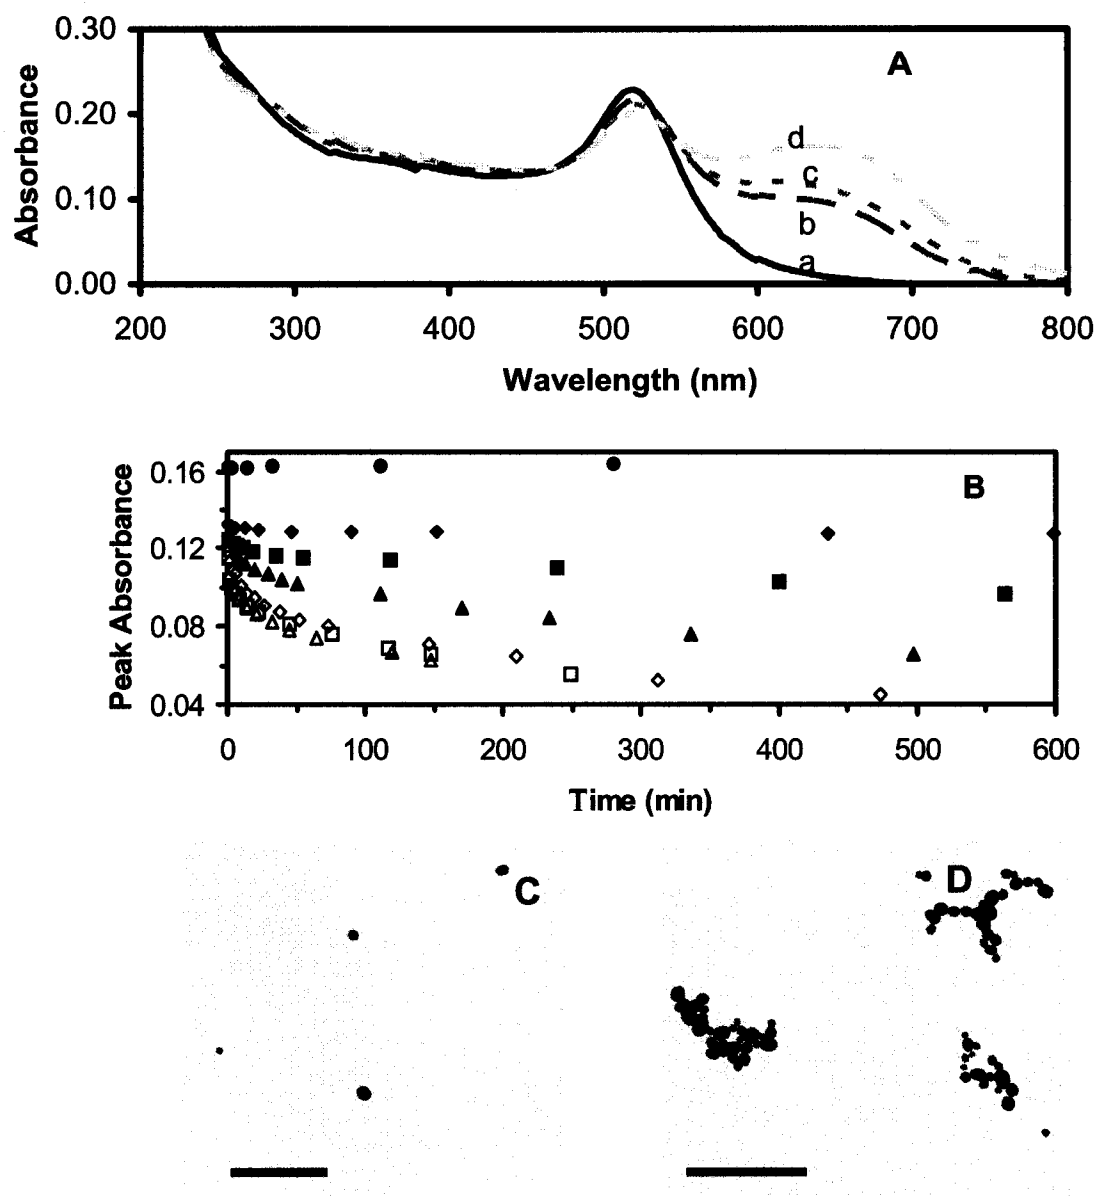 A
Absorbance
0.30
0.20
0.10
0.00
d
c
b
a
200 300 400 500 600 700 800
Wavelength (nm)
B
Peak Absorbance
0.16
0.12
0.08
0.04
0 100 200 300 400 500 600
Time (min)
C
D